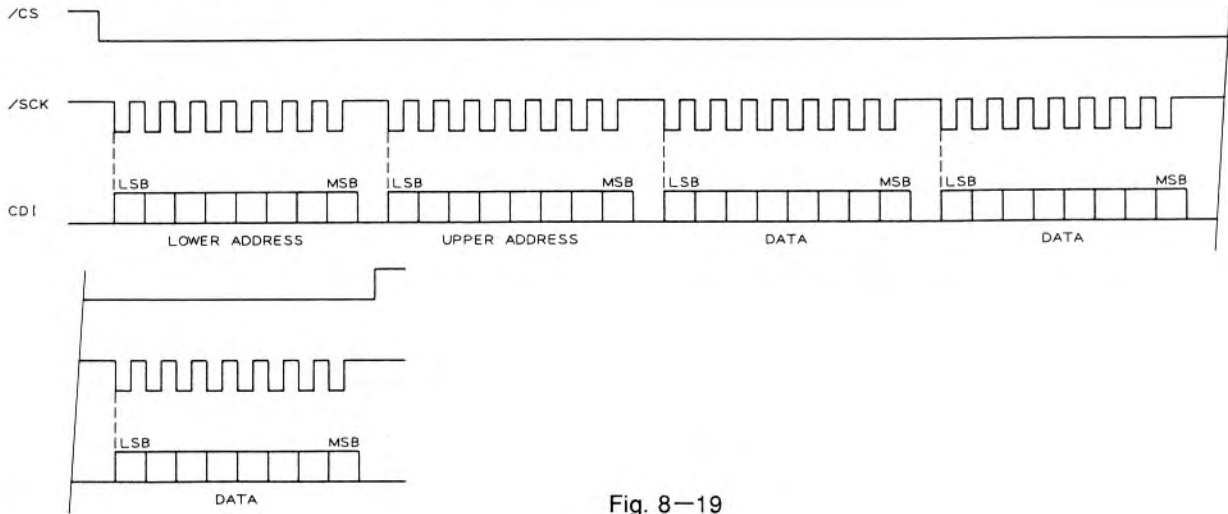 /CS
/SCK
LSB MSB LSB MSB LSB MSB LSB MSB
CDI
LOWER ADDRESS UPPER ADDRESS DATA DATA
LSB MSB
DATA
Fig. 8—19